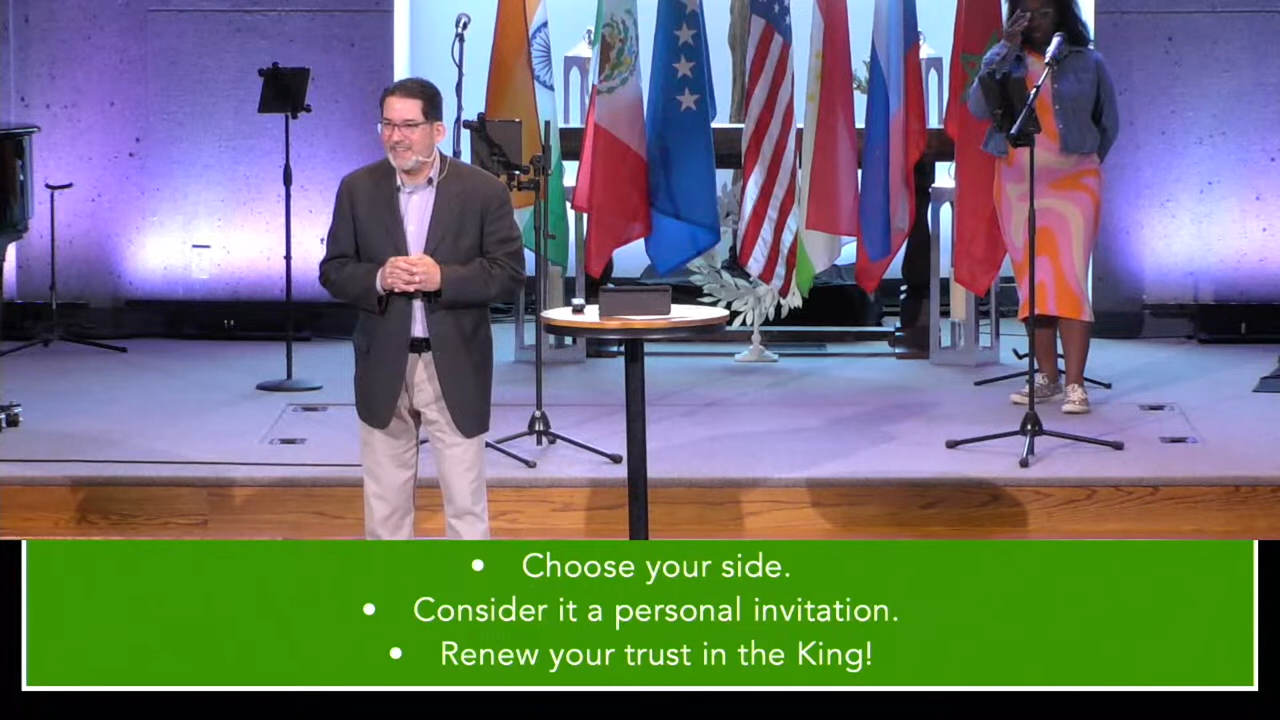 • Choose your side.
• Consider it a personal invitation.
• Renew your trust in the King!